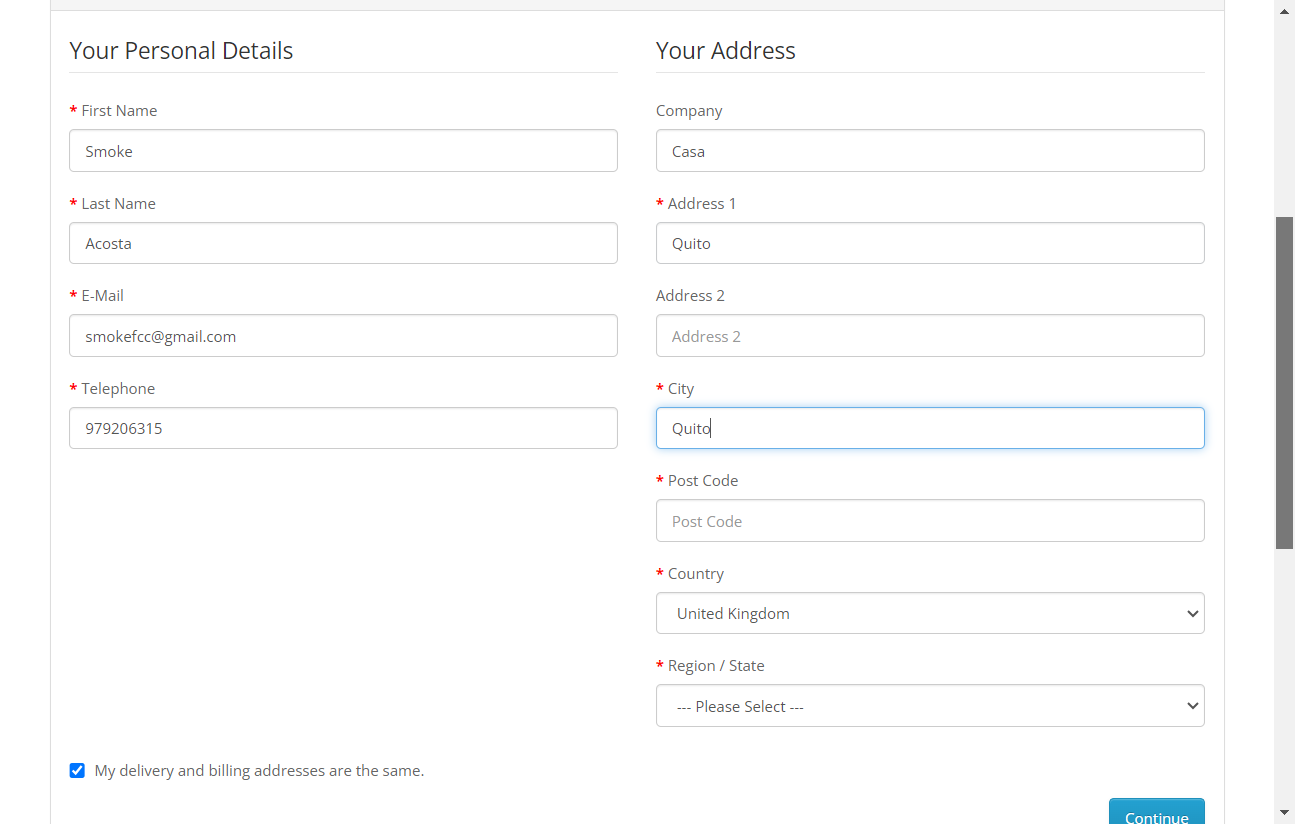 Your Personal Details
* First Name
Smoke
* Last Name
Acosta
* E-Mail
smokefcc@gmail.com
* Telephone
979206315
Your Address
Company
Casa
* Address 1
Quito
Address 2
Address 2
* City
Quito
* Post Code
Post Code
* Country
United Kingdom
* Region / State
--- Please Select ---
My delivery and billing addresses are the same.
Continue